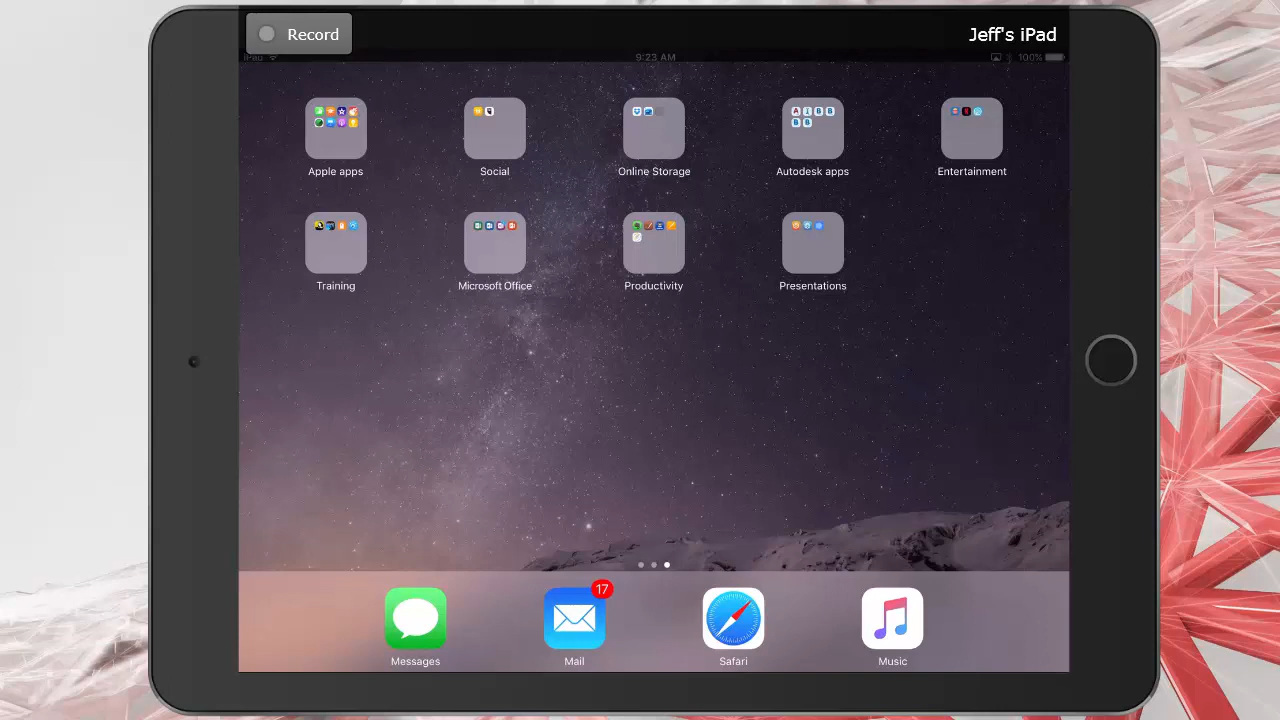 Record
Jeff's iPad
iPad
9:23 AM
100%
Apple apps
Social
Online Storage
Autodesk apps
Entertainment
Training
Microsoft Office
Productivity
Presentations
17
Messages
Mail
Safari
Music